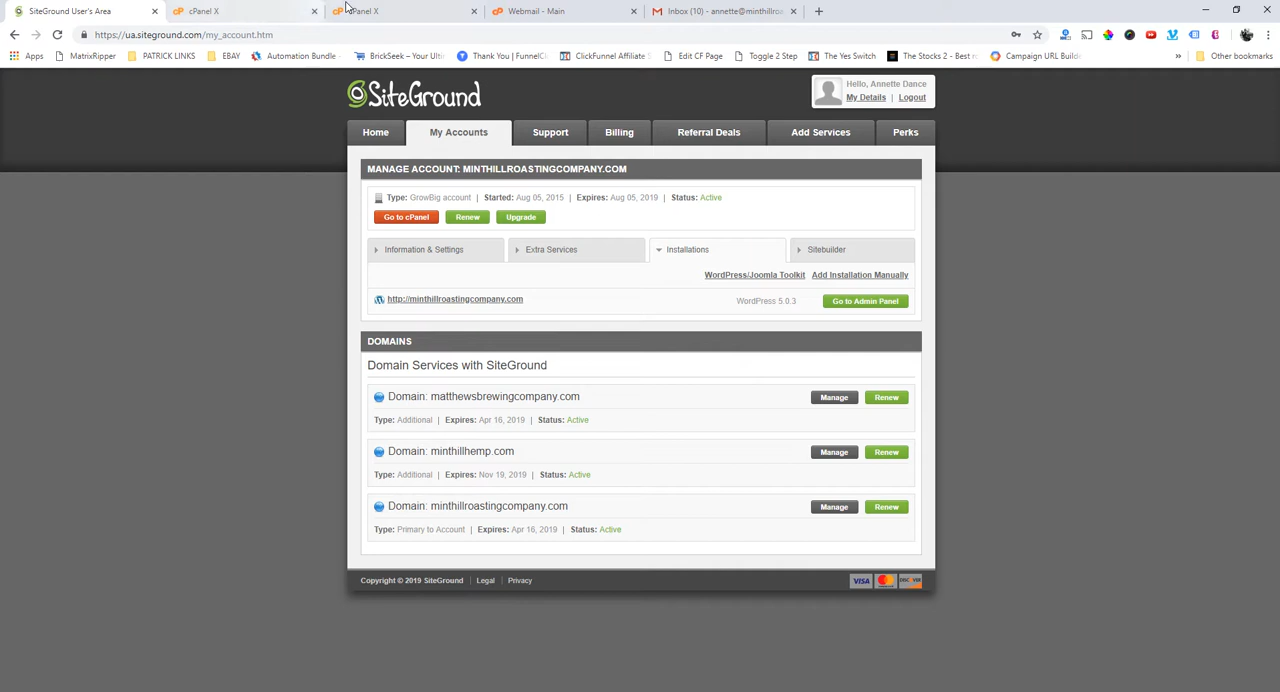 SiteGround User's Area
cPanel X
cPanel X
Webmail - Main
Inbox (10) - annette@minthillro
https://ua.siteground.com/my_account.htm
Apps
MatrixRipper
PATRICK LINKS
EBAY
Automation Bundle -
BrickSeek – Your Ulti
Thank You | FunnelC
ClickFunnel Affiliate S
Edit CF Page
Toggle 2 Step
The Yes Switch
The Stocks 2 - Best ro
Campaign URL Builde
»
Other bookmarks
SiteGround
Hello, Annette Dance
My Details | Logout
Home
My Accounts
Support
Billing
Referral Deals
Add Services
Perks
MANAGE ACCOUNT: MINTHILLROASTINGCOMPANY.COM
Type: GrowBig account | Started: Aug 05, 2015 | Expires: Aug 05, 2019 | Status: Active
Go to cPanel
Renew
Upgrade
Information & Settings
Extra Services
Installations
Sitebuilder
WordPress/Joomla Toolkit
Add Installation Manually
http://minthillroastingcompany.com
WordPress 5.0.3
Go to Admin Panel
DOMAINS
Domain Services with SiteGround
Domain: matthewsbrewingcompany.com
Manage
Renew
Type: Additional | Expires: Apr 16, 2019 | Status: Active
Domain: minthillhemp.com
Manage
Renew
Type: Additional | Expires: Nov 19, 2019 | Status: Active
Domain: minthillroastingcompany.com
Manage
Renew
Type: Primary to Account | Expires: Apr 16, 2019 | Status: Active
Copyright © 2019 SiteGround | Legal | Privacy
VISA
MasterCard
DISCOVER